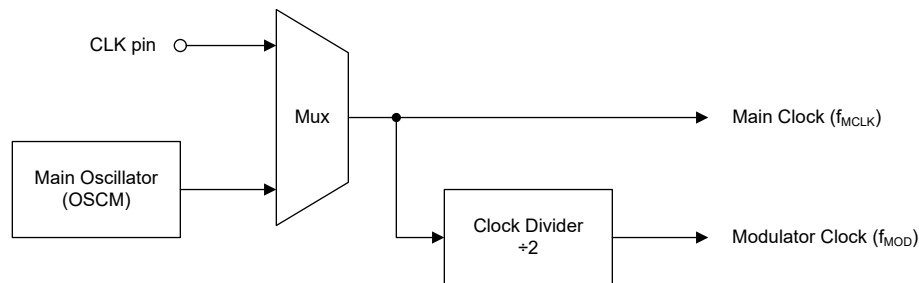 CLK pin
Mux
Main Clock (fMCLK)
Main Oscillator
(OSCM)
Clock Divider
÷2
Modulator Clock (fMOD)